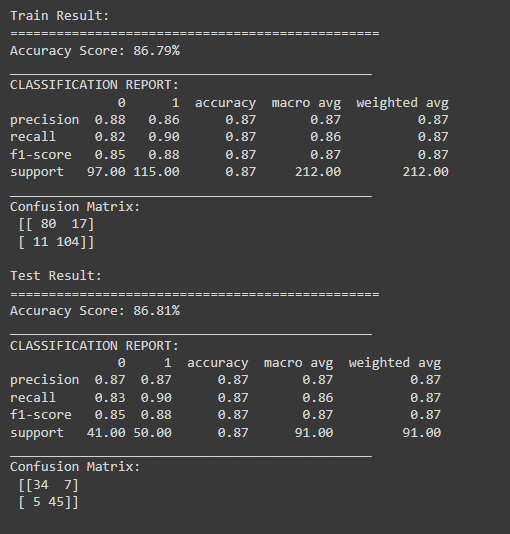 Train Result:
================================================
Accuracy Score: 86.79%
_______________________________________________
CLASSIFICATION REPORT:
              0      1  accuracy  macro avg  weighted avg
precision  0.88   0.86      0.87       0.87          0.87
recall     0.82   0.90      0.87       0.86          0.87
f1-score   0.85   0.88      0.87       0.87          0.87
support   97.00 115.00      0.87     212.00        212.00
_______________________________________________
Confusion Matrix:
 [[ 80  17]
 [ 11 104]]
Test Result:
================================================
Accuracy Score: 86.81%
_______________________________________________
CLASSIFICATION REPORT:
              0     1  accuracy  macro avg  weighted avg
precision  0.87  0.87      0.87       0.87          0.87
recall     0.83  0.90      0.87       0.86          0.87
f1-score   0.85  0.88      0.87       0.87          0.87
support   41.00 50.00      0.87      91.00         91.00
_______________________________________________
Confusion Matrix:
 [[34  7]
 [ 5 45]]